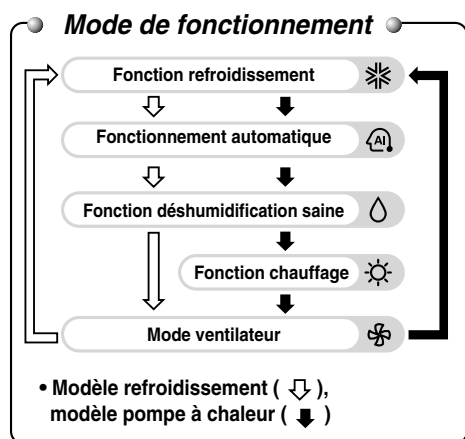 Mode de fonctionnement
Fonction refroidissement
Fonctionnement automatique
AI
Fonction déshumidification saine
Fonction chauffage
Mode ventilateur
• Modèle refroidissement ( ⇩ ),
modèle pompe à chaleur ( 🡇 )